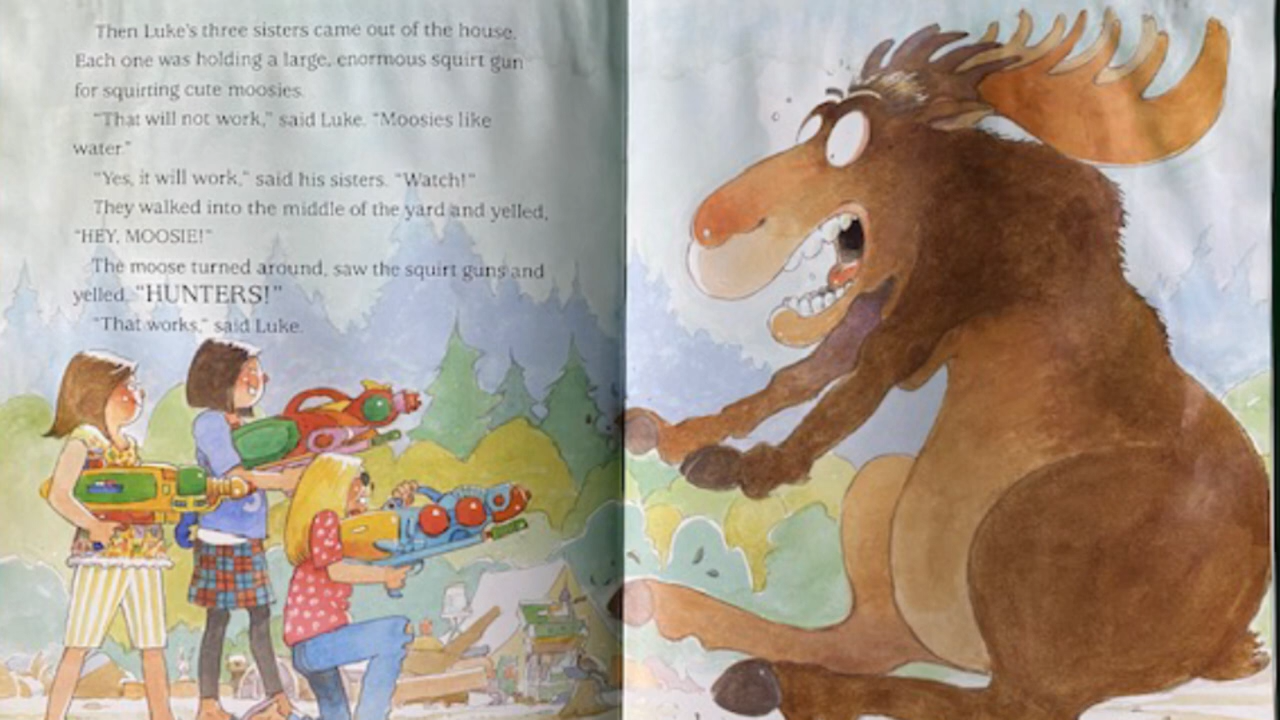 Then Luke's three sisters came out of the house.
Each one was holding a large, enormous squirt gun
for squirting cute moosies.
"That will not work," said Luke. "Moosies like
water."
"Yes, it will work," said his sisters. "Watch!"
They walked into the middle of the yard and yelled,
"HEY, MOOSIE!"
The moose turned around, saw the squirt guns and
yelled, "HUNTERS!"
"That works," said Luke.